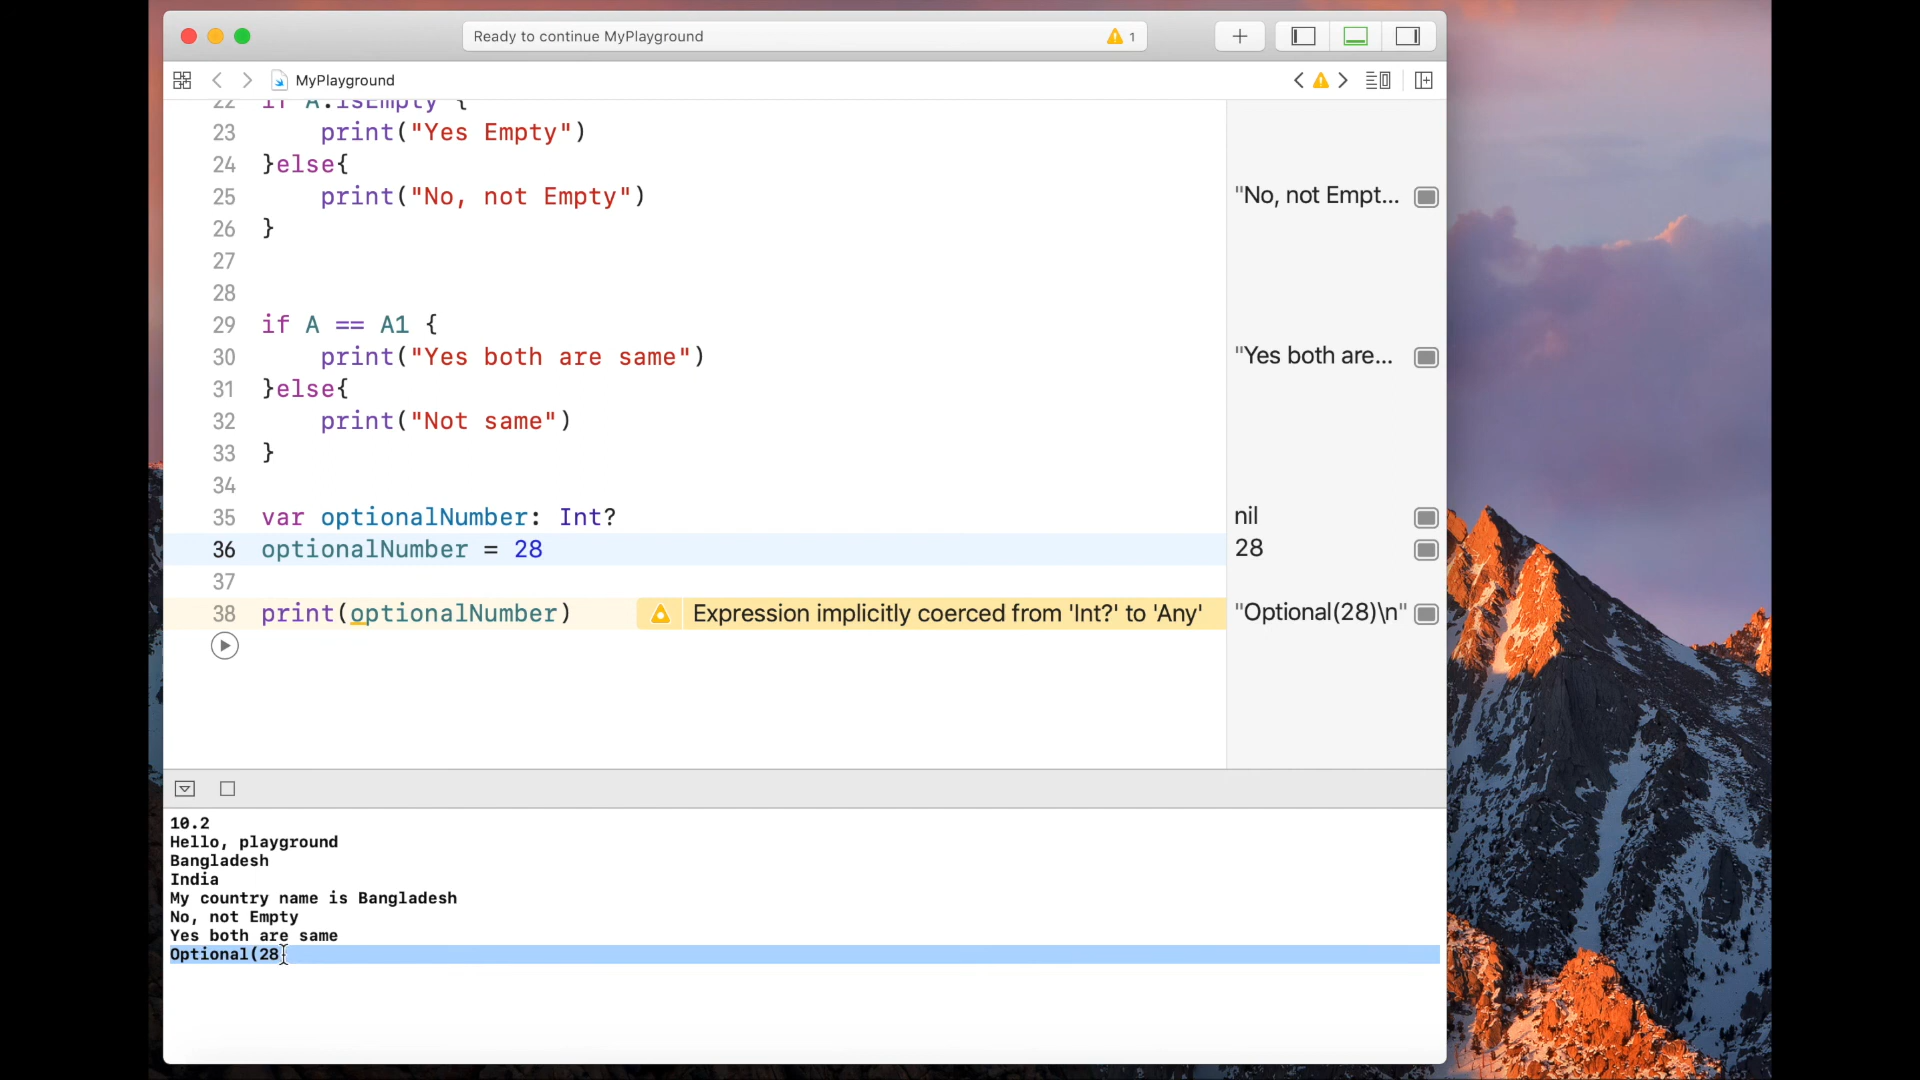 Ready to continue MyPlayground
1
MyPlayground
22 if A.isEmpty {
23 print("Yes Empty")
24 }else{
25 print("No, not Empty")
"No, not Empt...
26 }
27
28
29 if A == A1 {
30 print("Yes both are same")
"Yes both are...
31 }else{
32 print("Not same")
33 }
34
35 var optionalNumber: Int?
nil
36 optionalNumber = 28
28
37
38 print(optionalNumber)
Expression implicitly coerced from 'Int?' to 'Any'
"Optional(28)\n"
10.2
Hello, playground
Bangladesh
India
My country name is Bangladesh
No, not Empty
Yes both are same
Optional(28)